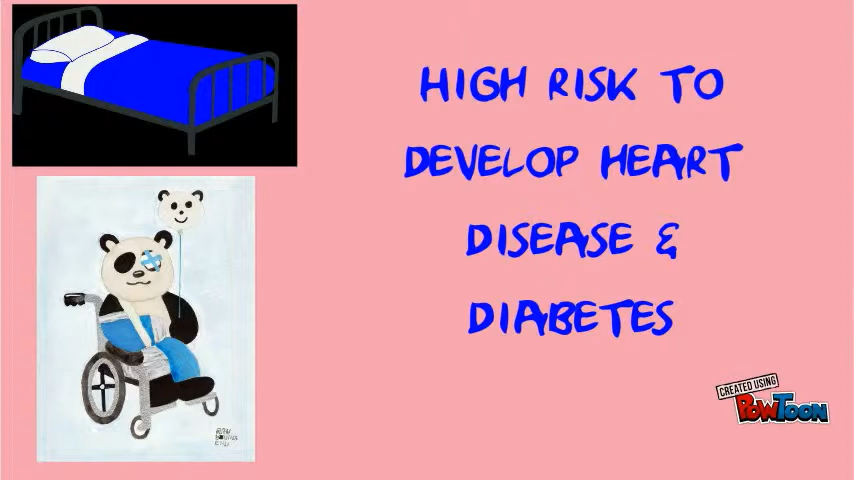 HIGH RISK TO
DEVELOP HEART
DISEASE &
DIABETES
CREATED USING
POWTOON